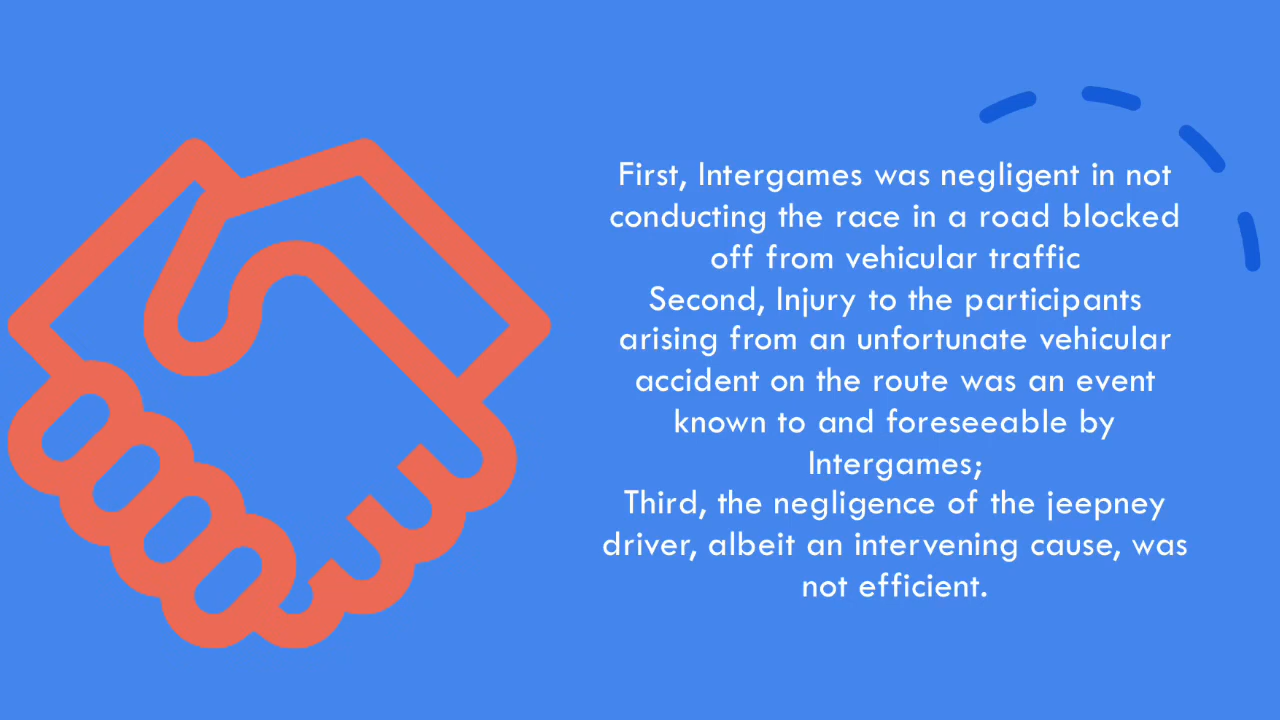 First, Intergames was negligent in not
conducting the race in a road blocked
off from vehicular traffic
Second, Injury to the participants
arising from an unfortunate vehicular
accident on the route was an event
known to and foreseeable by
Intergames;
Third, the negligence of the jeepney
driver, albeit an intervening cause, was
not efficient.